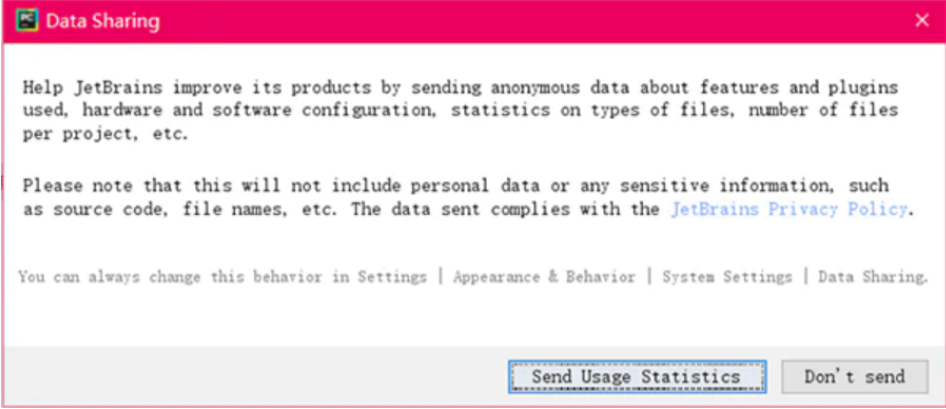 PC
Data Sharing
Help JetBrains improve its products by sending anonymous data about features and plugins
used, hardware and software configuration, statistics on types of files, number of files
per project, etc.
Please note that this will not include personal data or any sensitive information, such
as source code, file names, etc. The data sent complies with the JetBrains Privacy Policy.
You can always change this behavior in Settings | Appearance & Behavior | System Settings | Data Sharing.
Send Usage Statistics
Don't send